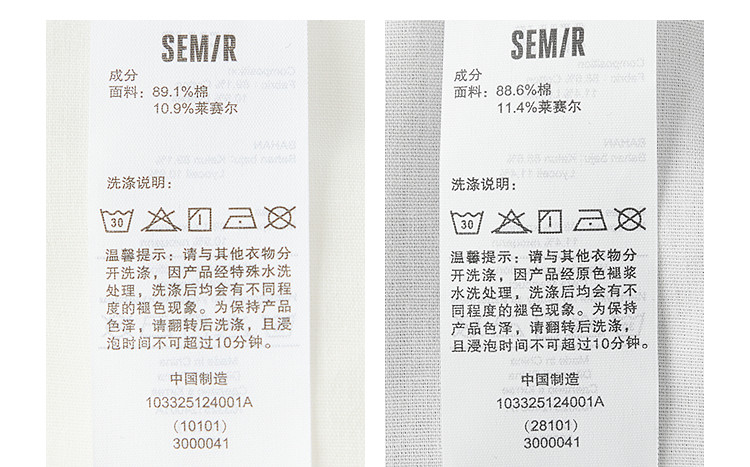 SEM/R
成分
面料：89.1%棉
10.9%莱赛尔
洗涤说明：
30
温馨提示：请与其他衣物分
开洗涤，因产品经特殊水洗
处理，洗涤后均会有不同程
度的褪色现象。为保持产品
色泽，请翻转后洗涤，且浸
泡时间不可超过10分钟。
中国制造
103325124001A
(10101)
3000041
SEM/R
成分
面料：88.6%棉
11.4%莱赛尔
洗涤说明：
30
温馨提示：请与其他衣物分
开洗涤，因产品经原色褪浆
水洗处理，洗涤后均会有不
同程度的褪色现象。为保持
产品色泽，请翻转后洗涤，
且浸泡时间不可超过10分钟。
中国制造
103325124001A
(28101)
3000041